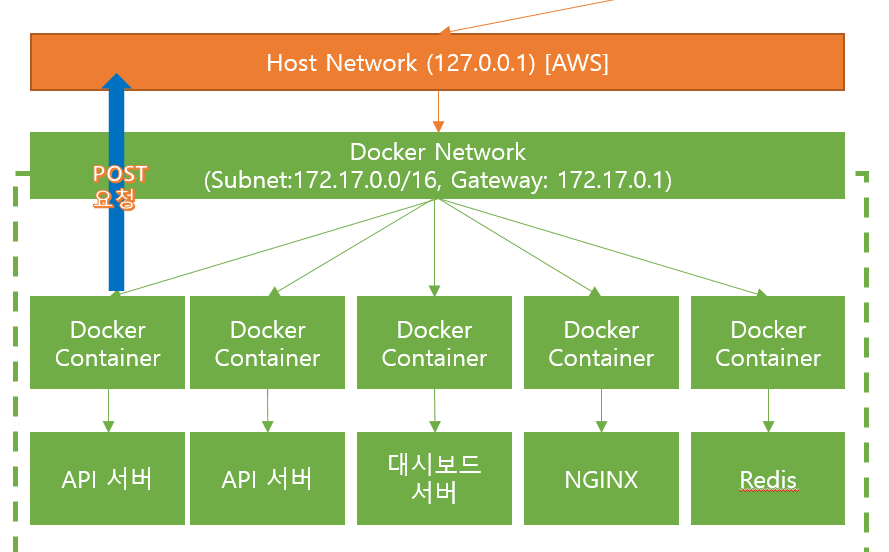 Host Network (127.0.0.1) [AWS]
Docker Network
(Subnet:172.17.0.0/16, Gateway: 172.17.0.1)
POST
요청
Docker
Container
Docker
Container
Docker
Container
Docker
Container
Docker
Container
API 서버
API 서버
대시보드
서버
NGINX
Redis